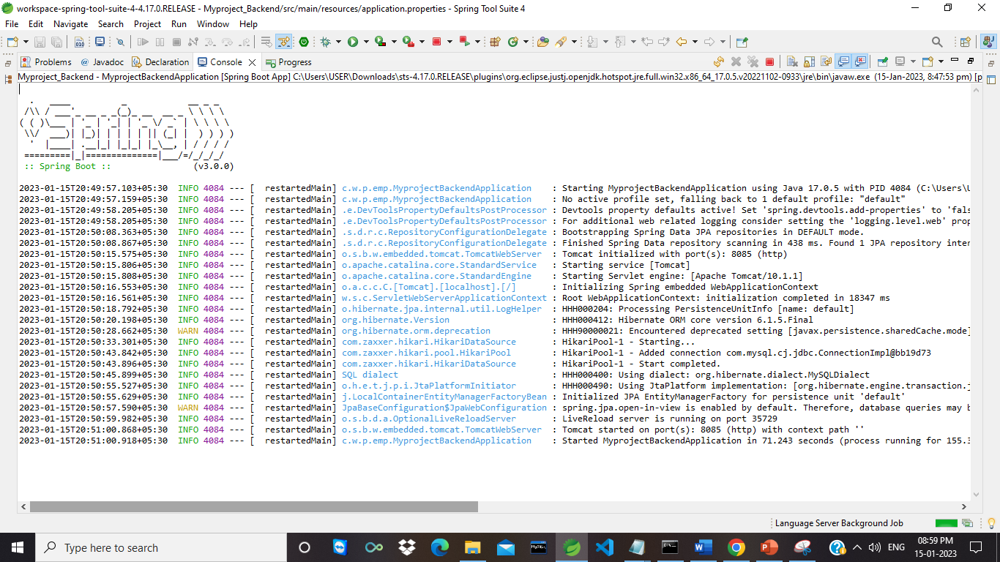 workspace-spring-tool-suite-4-4.17.0.RELEASE - Myproject_Backend/src/main/resources/application.properties - Spring Tool Suite 4
File Edit Navigate Search Project Run Window Help
Problems @ Javadoc Declaration Console Progress
Myproject_Backend - MyprojectBackendApplication [Spring Boot App] C:\Users\USER\Downloads\sts-4.17.0.RELEASE\plugins\org.eclipse.justj.openjdk.hotspot.jre.full.win32.x86_64_17.0.5.v20221102-0933\jre\bin\javaw.exe (15-Jan-2023, 8:47:53 pm) [p
  .   ____          _            __ _ _
 /\\ / ___'_ __ _ _(_)_ __  __ _ \ \ \ \
( ( )\___ | '_ | '_| | '_ \/ _` | \ \ \ \
 \\/  ___)| |_)| | | | | || (_| |  ) ) ) )
  '  |____| .__|_| |_|_| |_\__, | / / / /
 =========|_|==============|___/=/_/_/_/
 :: Spring Boot ::                (v3.0.0)
2023-01-15T20:49:57.103+05:30  INFO 4084 --- [  restartedMain] c.w.p.emp.MyprojectBackendApplication    : Starting MyprojectBackendApplication using Java 17.0.5 with PID 4084 (C:\Users\U
2023-01-15T20:49:57.159+05:30  INFO 4084 --- [  restartedMain] c.w.p.emp.MyprojectBackendApplication    : No active profile set, falling back to 1 default profile: "default"
2023-01-15T20:49:58.205+05:30  INFO 4084 --- [  restartedMain] .e.DevToolsPropertyDefaultsPostProcessor : Devtools property defaults active! Set 'spring.devtools.add-properties' to 'fals
2023-01-15T20:49:58.205+05:30  INFO 4084 --- [  restartedMain] .e.DevToolsPropertyDefaultsPostProcessor : For additional web related logging consider setting the 'logging.level.web' prop
2023-01-15T20:50:08.363+05:30  INFO 4084 --- [  restartedMain] .s.d.r.c.RepositoryConfigurationDelegate : Bootstrapping Spring Data JPA repositories in DEFAULT mode.
2023-01-15T20:50:08.867+05:30  INFO 4084 --- [  restartedMain] .s.d.r.c.RepositoryConfigurationDelegate : Finished Spring Data repository scanning in 438 ms. Found 1 JPA repository inter
2023-01-15T20:50:15.575+05:30  INFO 4084 --- [  restartedMain] o.s.b.w.embedded.tomcat.TomcatWebServer  : Tomcat initialized with port(s): 8085 (http)
2023-01-15T20:50:15.806+05:30  INFO 4084 --- [  restartedMain] o.apache.catalina.core.StandardService   : Starting service [Tomcat]
2023-01-15T20:50:15.808+05:30  INFO 4084 --- [  restartedMain] o.apache.catalina.core.StandardEngine    : Starting Servlet engine: [Apache Tomcat/10.1.1]
2023-01-15T20:50:16.553+05:30  INFO 4084 --- [  restartedMain] o.a.c.c.C.[Tomcat].[localhost].[/]       : Initializing Spring embedded WebApplicationContext
2023-01-15T20:50:16.561+05:30  INFO 4084 --- [  restartedMain] w.s.c.ServletWebServerApplicationContext : Root WebApplicationContext: initialization completed in 18347 ms
2023-01-15T20:50:18.792+05:30  INFO 4084 --- [  restartedMain] o.hibernate.jpa.internal.util.LogHelper  : HHH000204: Processing PersistenceUnitInfo [name: default]
2023-01-15T20:50:20.198+05:30  INFO 4084 --- [  restartedMain] org.hibernate.Version                    : HHH000412: Hibernate ORM core version 6.1.5.Final
2023-01-15T20:50:28.662+05:30  WARN 4084 --- [  restartedMain] org.hibernate.orm.deprecation            : HHH90000021: Encountered deprecated setting [javax.persistence.sharedCache.mode]
2023-01-15T20:50:33.301+05:30  INFO 4084 --- [  restartedMain] com.zaxxer.hikari.HikariDataSource       : HikariPool-1 - Starting...
2023-01-15T20:50:43.842+05:30  INFO 4084 --- [  restartedMain] com.zaxxer.hikari.pool.HikariPool        : HikariPool-1 - Added connection com.mysql.cj.jdbc.ConnectionImpl@bb19d73
2023-01-15T20:50:43.896+05:30  INFO 4084 --- [  restartedMain] com.zaxxer.hikari.HikariDataSource       : HikariPool-1 - Start completed.
2023-01-15T20:50:45.899+05:30  INFO 4084 --- [  restartedMain] SQL dialect                              : HHH000400: Using dialect: org.hibernate.dialect.MySQLDialect
2023-01-15T20:50:55.527+05:30  INFO 4084 --- [  restartedMain] o.h.e.t.j.p.i.JtaPlatformInitiator       : HHH000490: Using JtaPlatform implementation: [org.hibernate.engine.transaction.j
2023-01-15T20:50:55.629+05:30  INFO 4084 --- [  restartedMain] j.LocalContainerEntityManagerFactoryBean : Initialized JPA EntityManagerFactory for persistence unit 'default'
2023-01-15T20:50:57.590+05:30  WARN 4084 --- [  restartedMain] JpaBaseConfiguration$JpaWebConfiguration : spring.jpa.open-in-view is enabled by default. Therefore, database queries may b
2023-01-15T20:50:59.982+05:30  INFO 4084 --- [  restartedMain] o.s.b.d.a.OptionalLiveReloadServer       : LiveReload server is running on port 35729
2023-01-15T20:51:00.868+05:30  INFO 4084 --- [  restartedMain] o.s.b.w.embedded.tomcat.TomcatWebServer  : Tomcat started on port(s): 8085 (http) with context path ''
2023-01-15T20:51:00.918+05:30  INFO 4084 --- [  restartedMain] c.w.p.emp.MyprojectBackendApplication    : Started MyprojectBackendApplication in 71.243 seconds (process running for 155.3
Language Server Background Job
Type here to search
ENG
08:59 PM
15-01-2023